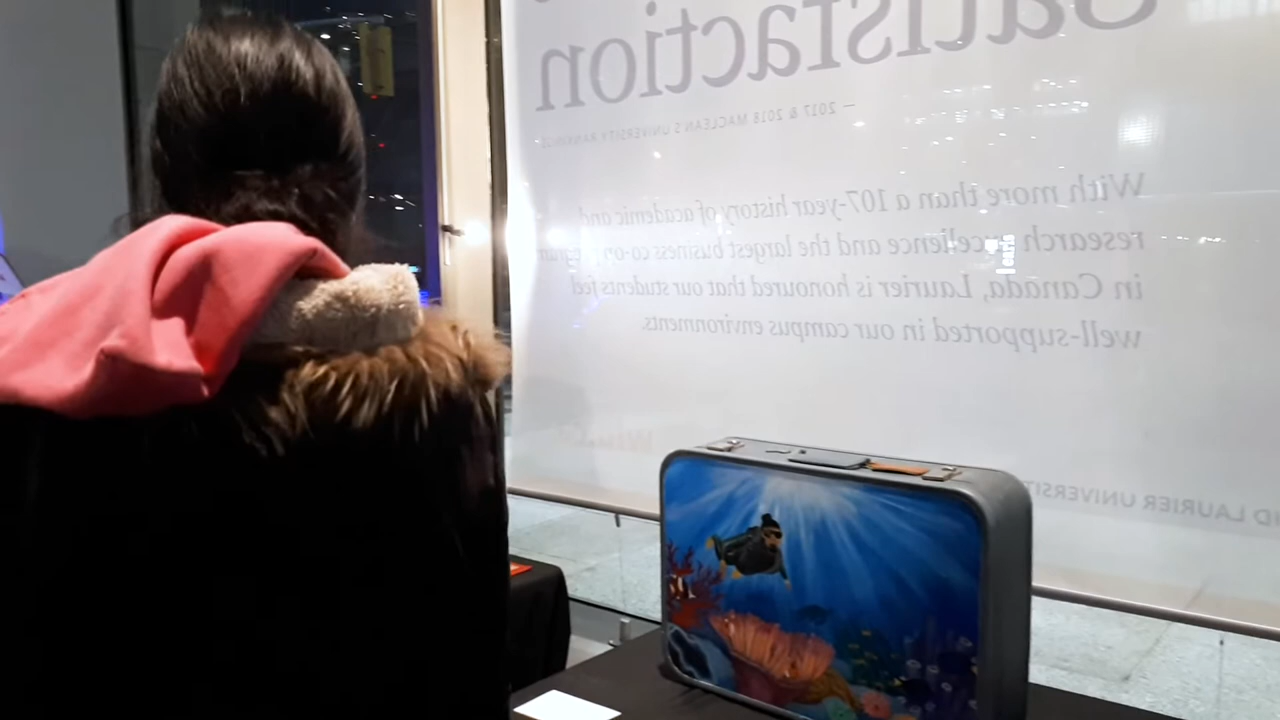 Satisfaction
— 2017 & 2018 MACLEAN'S UNIVERSITY RANKINGS
With more than a 107-year history of academic and
research excellence and the largest business co-op
in Canada, Laurier is honoured that our students feel
well-supported in our campus environments.
LAURIER UNIVERSITY